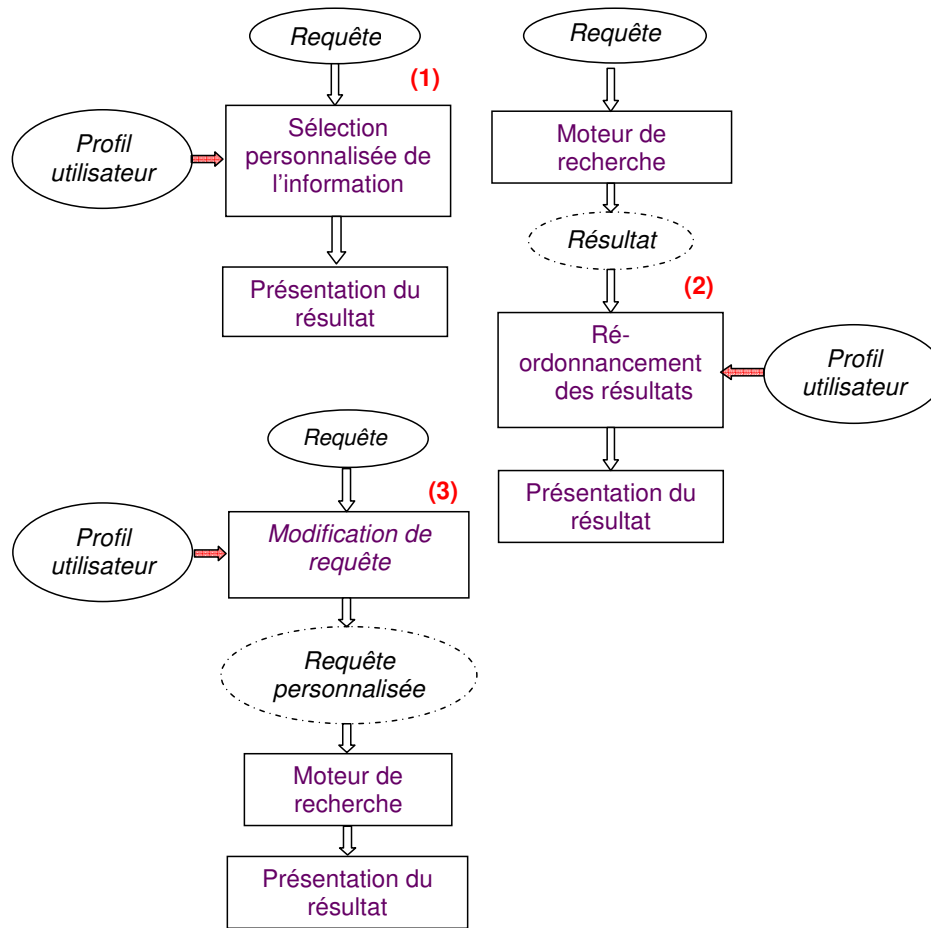 Requête
(1)
Profil
utilisateur
Sélection
personnalisée de
l'information
Présentation du
résultat
Requête
Moteur de
recherche
Résultat
(2)
Ré-
ordonnancement
des résultats
Profil
utilisateur
Présentation du
résultat
Requête
(3)
Profil
utilisateur
Modification de
requête
Requête
personnalisée
Moteur de
recherche
Présentation du
résultat